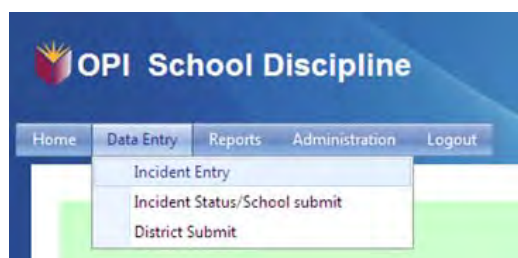 OPI School Discipline
Home Data Entry Reports Administration Logout
Incident Entry
Incident Status/School submit
District Submit